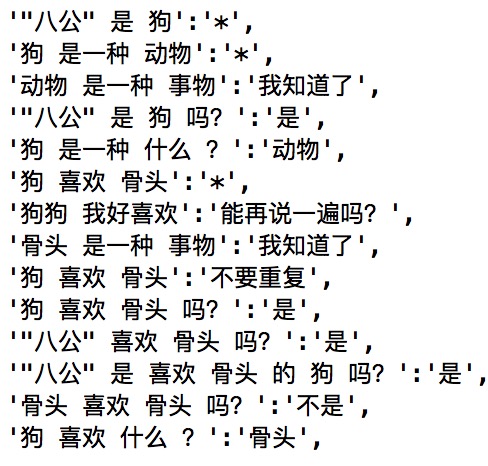 '"八公" 是 狗':'*',
'狗 是一种 动物':'*',
'动物 是一种 事物':'我知道了',
'"八公" 是 狗 吗? ':'是',
'狗 是一种 什么 ? ':'动物',
'狗 喜欢 骨头':'*',
'狗狗 我好喜欢':'能再说一遍吗? ',
'骨头 是一种 事物':'我知道了',
'狗 喜欢 骨头':'不要重复',
'狗 喜欢 骨头 吗? ':'是',
'"八公" 喜欢 骨头 吗? ':'是',
'"八公" 是 喜欢 骨头 的 狗 吗? ':'是',
'骨头 喜欢 骨头 吗? ':'不是',
'狗 喜欢 什么 ? ':'骨头',